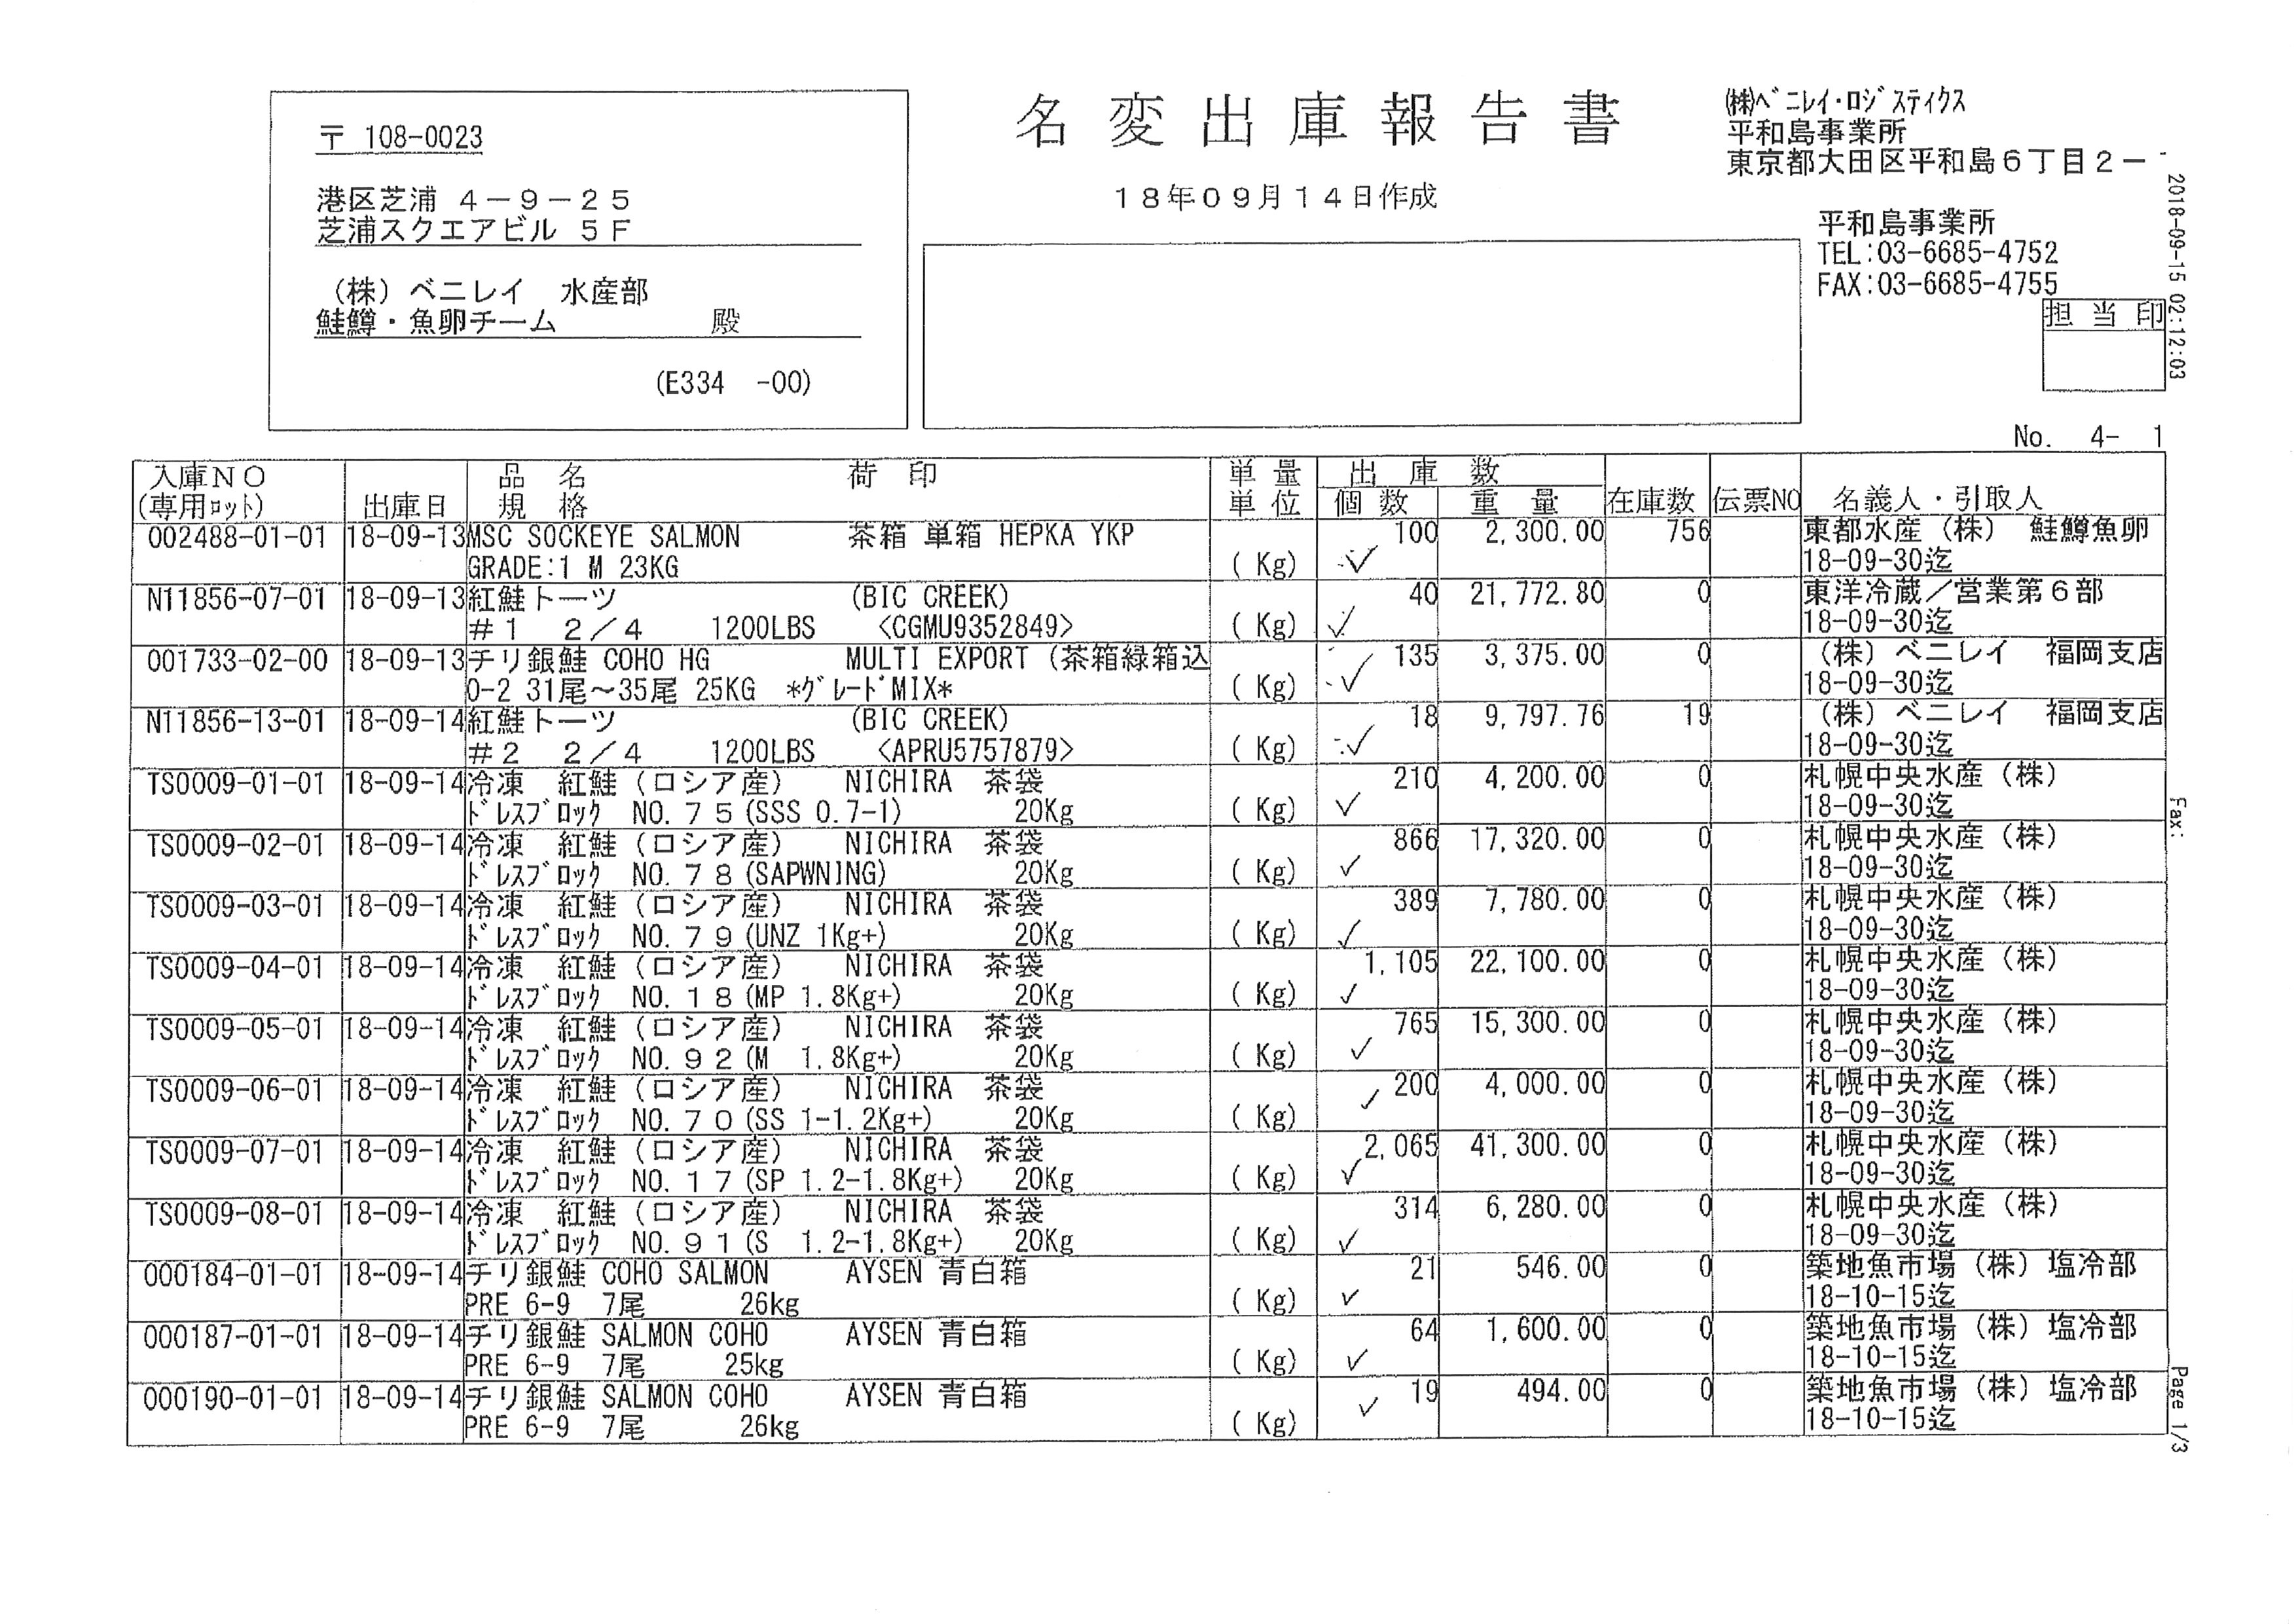 〒 108-0023
港区芝浦 4-9-25
芝浦スクエアビル 5F
(株) ベニレイ 水産部
鮭鱒・魚卵チーム 殿
(E334 -00)
名変出庫報告書
18年09月14日作成
㈱ベニレイ・ロジスティクス
平和島事業所
東京都大田区平和島6丁目2-
平和島事業所
TEL:03-6685-4752
FAX:03-6685-4755
担当印
2018-09-15 02:12:03
No. 4- 1
入庫NO 品名 荷印 単量 出庫数
(専用ロット) 出庫日 規格 単位 個数 重量 在庫数 伝票NO 名義人・引取人
002488-01-01 18-09-13 MSC SOCKEYE SALMON 茶箱 単箱 HEPKA YKP 100 2,300.00 756 東都水産(株) 鮭鱒魚卵
GRADE:1 M 23KG (Kg) 18-09-30迄
N11856-07-01 18-09-13 紅鮭トーツ (BIC CREEK) 40 21,772.80 0 東洋冷蔵/営業第6部
#1 2/4 1200LBS <CGMU9352849> (Kg) 18-09-30迄
001733-02-00 18-09-13 チリ銀鮭 COHO HG MULTI EXPORT (茶箱緑箱込 135 3,375.00 0 (株) ベニレイ 福岡支店
0-2 31尾~35尾 25KG *グレードMIX* (Kg) 18-09-30迄
N11856-13-01 18-09-14 紅鮭トーツ (BIC CREEK) 18 9,797.76 19 (株) ベニレイ 福岡支店
#2 2/4 1200LBS <APRU5757879> (Kg) 18-09-30迄
TS0009-01-01 18-09-14 冷凍 紅鮭(ロシア産) NICHIRA 茶袋 210 4,200.00 0 札幌中央水産(株)
ドレスブロック NO.75(SSS 0.7-1) 20Kg (Kg) 18-09-30迄
TS0009-02-01 18-09-14 冷凍 紅鮭(ロシア産) NICHIRA 茶袋 866 17,320.00 0 札幌中央水産(株)
ドレスブロック NO.78(SAPWNING) 20Kg (Kg) 18-09-30迄
TS0009-03-01 18-09-14 冷凍 紅鮭(ロシア産) NICHIRA 茶袋 389 7,780.00 0 札幌中央水産(株)
ドレスブロック NO.79(UNZ 1Kg+) 20Kg (Kg) 18-09-30迄
TS0009-04-01 18-09-14 冷凍 紅鮭(ロシア産) NICHIRA 茶袋 1,105 22,100.00 0 札幌中央水産(株)
ドレスブロック NO.18(MP 1.8Kg+) 20Kg (Kg) 18-09-30迄
TS0009-05-01 18-09-14 冷凍 紅鮭(ロシア産) NICHIRA 茶袋 765 15,300.00 0 札幌中央水産(株)
ドレスブロック NO.92(M 1.8Kg+) 20Kg (Kg) 18-09-30迄
TS0009-06-01 18-09-14 冷凍 紅鮭(ロシア産) NICHIRA 茶袋 200 4,000.00 0 札幌中央水産(株)
ドレスブロック NO.70(SS 1-1.2Kg+) 20Kg (Kg) 18-09-30迄
TS0009-07-01 18-09-14 冷凍 紅鮭(ロシア産) NICHIRA 茶袋 2,065 41,300.00 0 札幌中央水産(株)
ドレスブロック NO.17(SP 1.2-1.8Kg+) 20Kg (Kg) 18-09-30迄
TS0009-08-01 18-09-14 冷凍 紅鮭(ロシア産) NICHIRA 茶袋 314 6,280.00 0 札幌中央水産(株)
ドレスブロック NO.91(S 1.2-1.8Kg+) 20Kg (Kg) 18-09-30迄
000184-01-01 18-09-14 チリ銀鮭 COHO SALMON AYSEN 青白箱 21 546.00 0 築地魚市場(株)塩冷部
PRE 6-9 7尾 26kg (Kg) 18-10-15迄
000187-01-01 18-09-14 チリ銀鮭 SALMON COHO AYSEN 青白箱 64 1,600.00 0 築地魚市場(株)塩冷部
PRE 6-9 7尾 25kg (Kg) 18-10-15迄
000190-01-01 18-09-14 チリ銀鮭 SALMON COHO AYSEN 青白箱 19 494.00 0 築地魚市場(株)塩冷部
PRE 6-9 7尾 26kg (Kg) 18-10-15迄
Fax:
Page 1/3